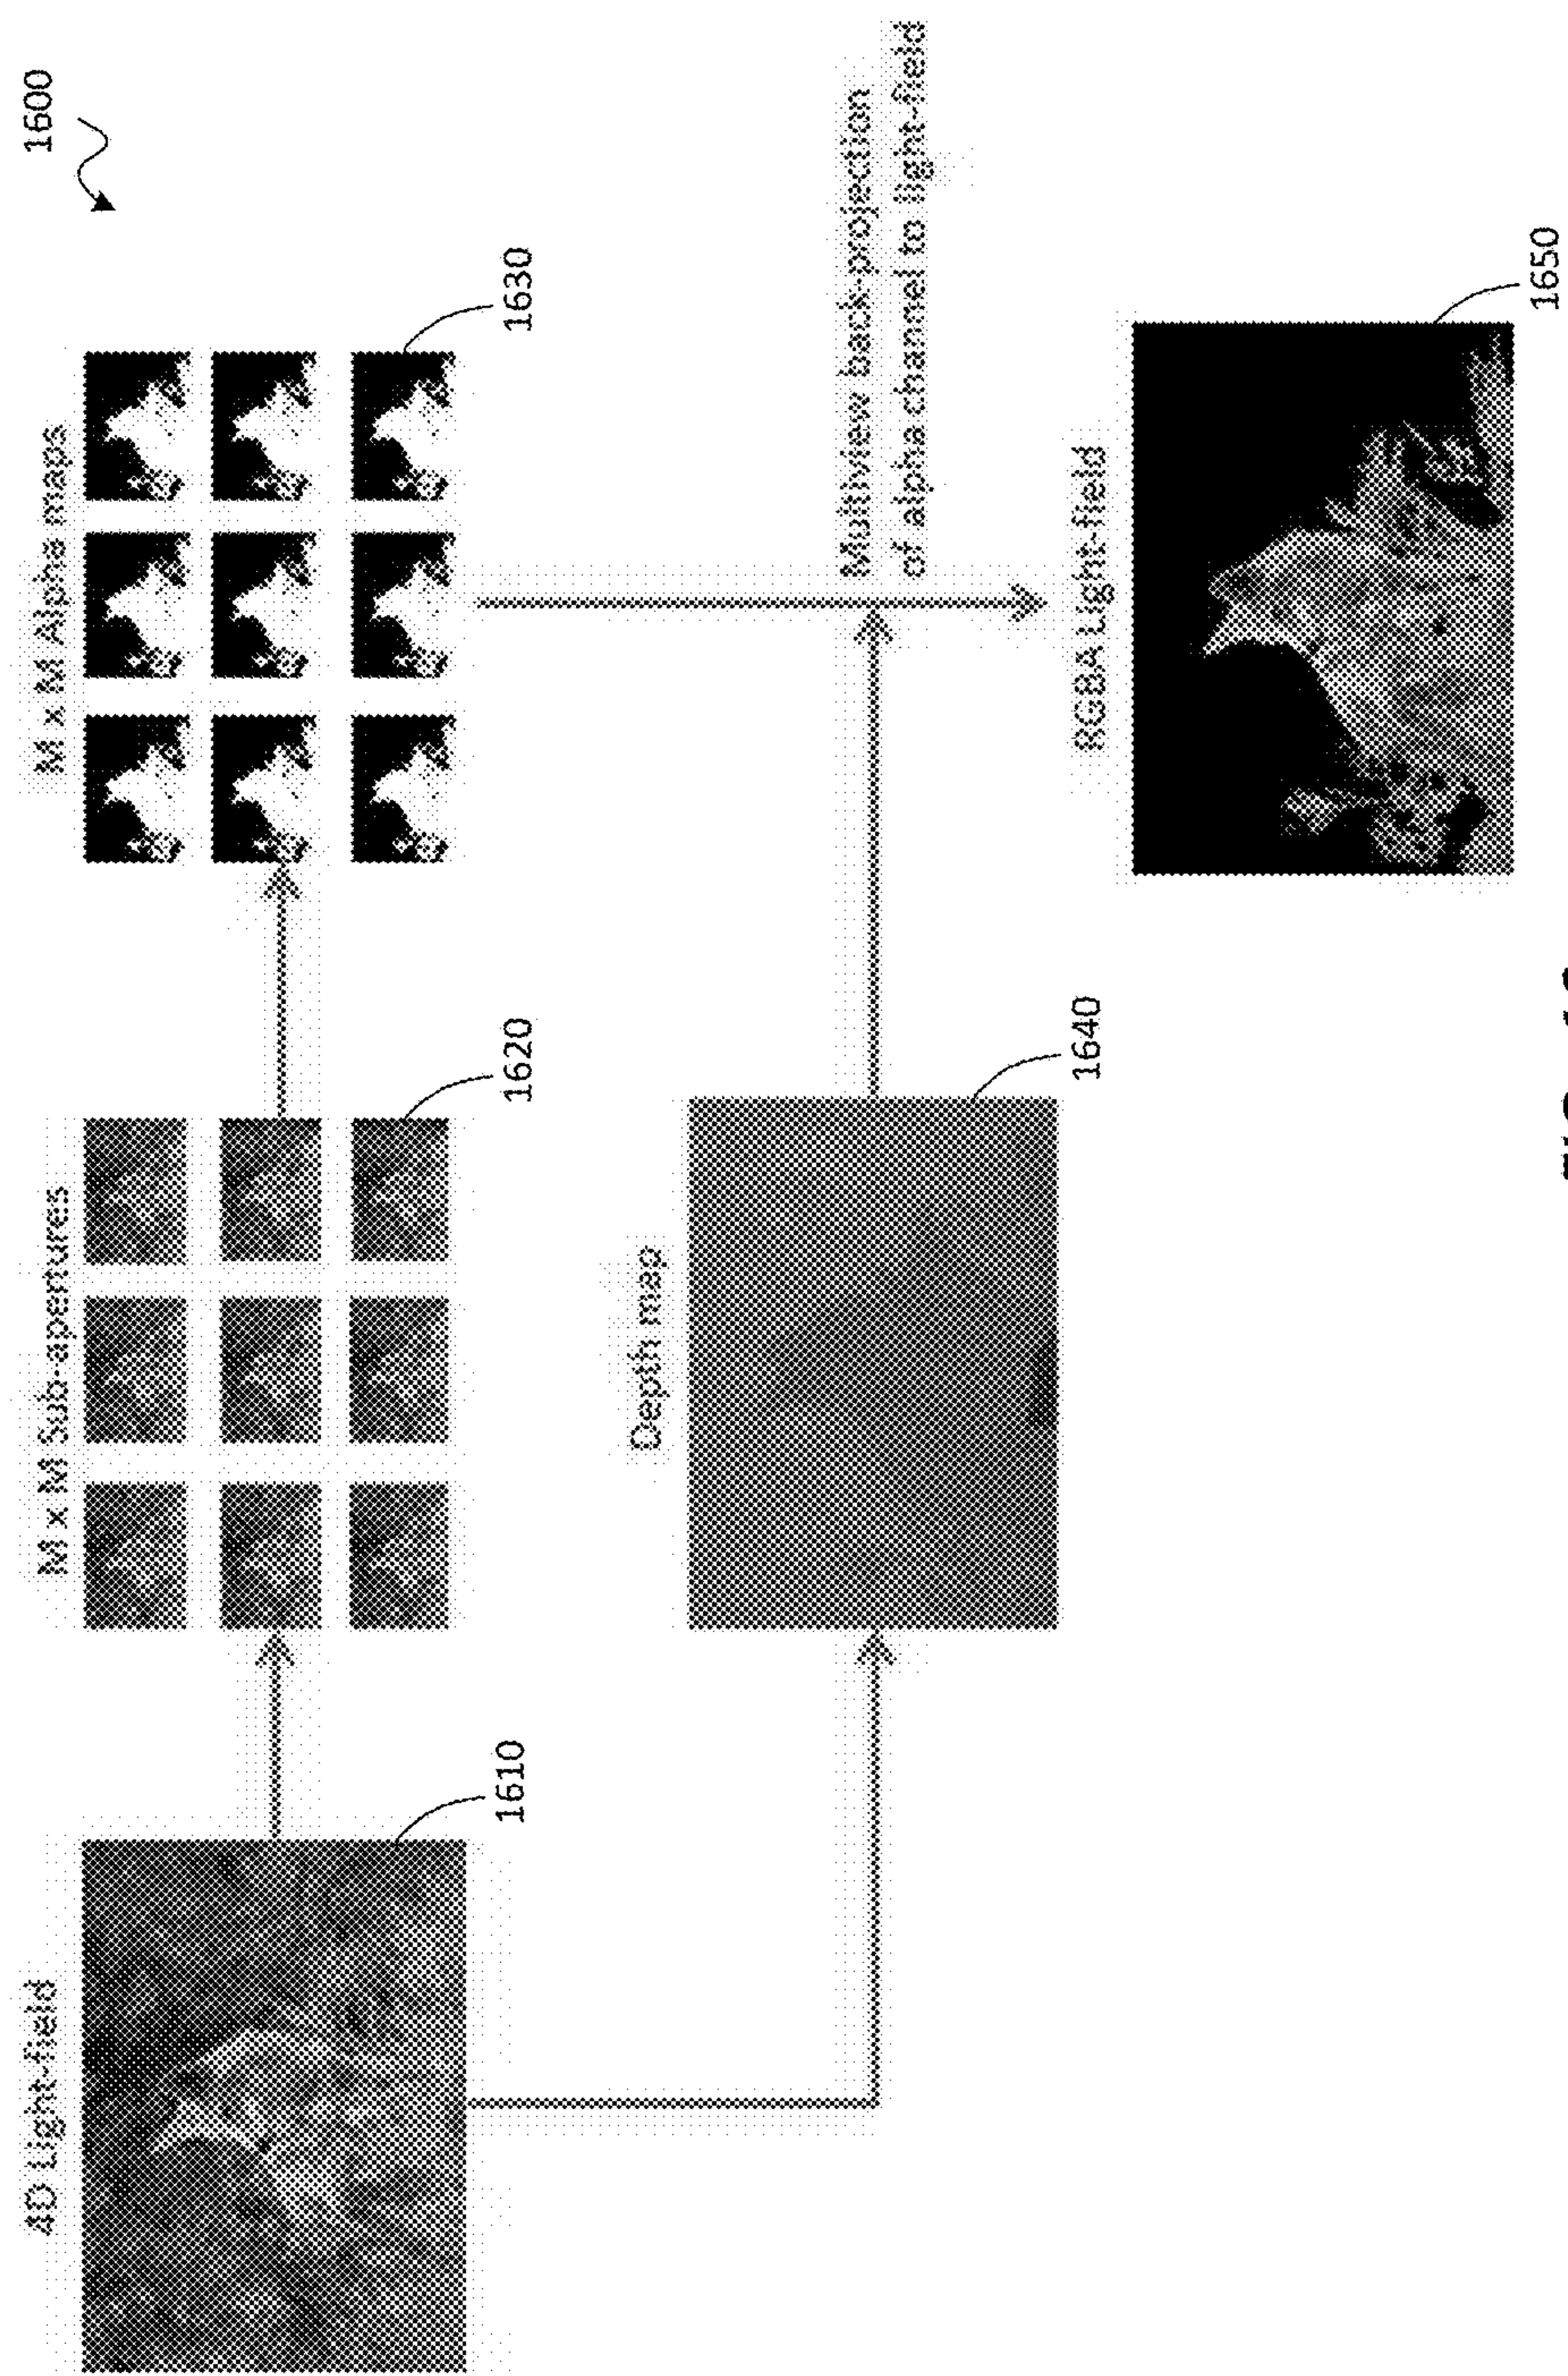 1600
4D Light-field
1610
M x M Sub-apertures
1620
M x M Alpha maps
1630
Depth map
1640
Multiview back-projection
of alpha channel to light-field
RGBA Light-field
1650